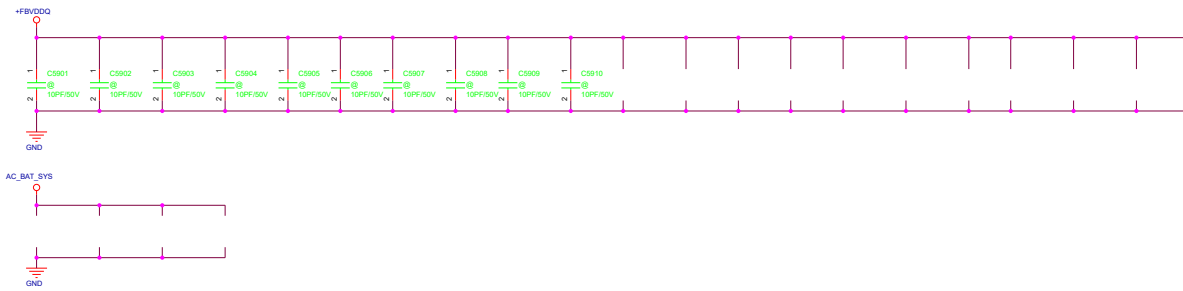 +FBVDDQ
1 C5901 1 C5902 1 C5903 1 C5904 1 C5905 1 C5906 1 C5907 1 C5908 1 C5909 1 C5910
@ @ @ @ @ @ @ @ @ @
2 10PF/50V 2 10PF/50V 2 10PF/50V 2 10PF/50V 2 10PF/50V 2 10PF/50V 2 10PF/50V 2 10PF/50V 2 10PF/50V 2 10PF/50V
GND
AC_BAT_SYS
GND